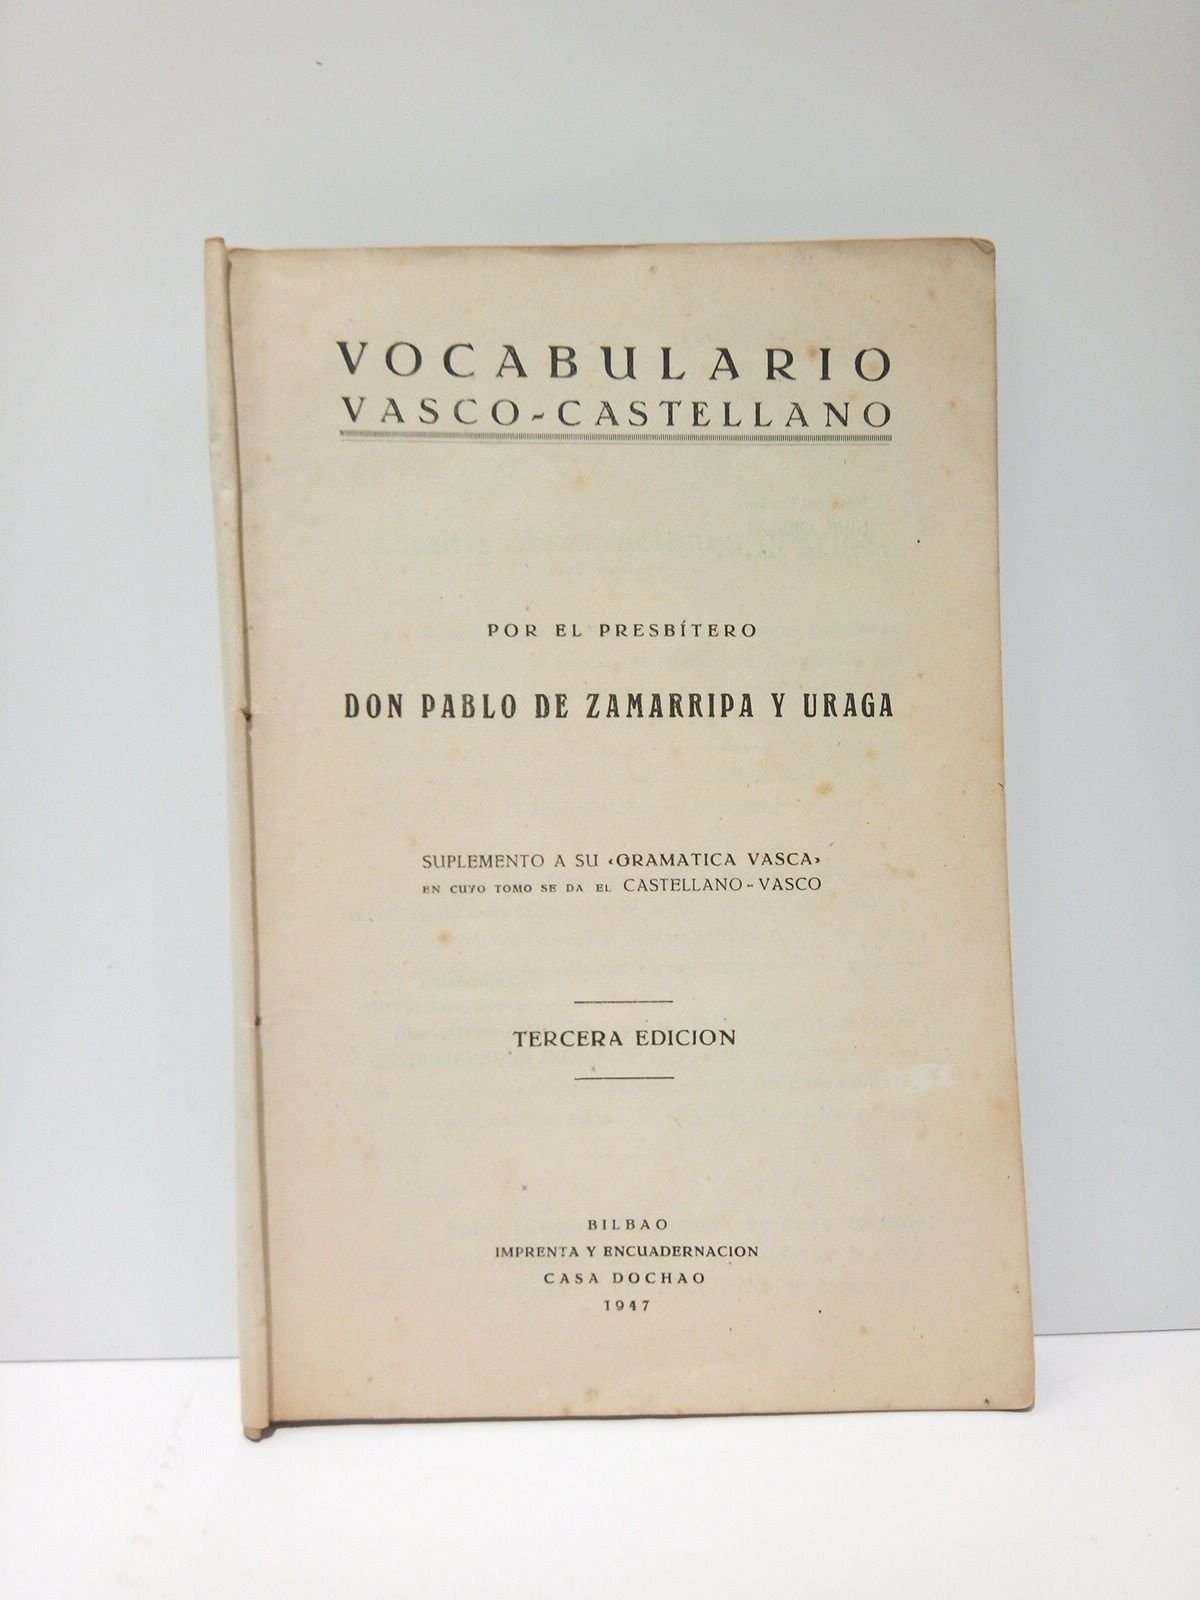 VOCABULARIO
VASCO-CASTELLANO
POR EL PRESBÍTERO
DON PABLO DE ZAMARRIPA Y URAGA
SUPLEMENTO A SU «GRAMATICA VASCA»
EN CUYO TOMO SE DA EL CASTELLANO-VASCO
TERCERA EDICION
BILBAO
IMPRENTA Y ENCUADERNACION
CASA DOCHAO
1947